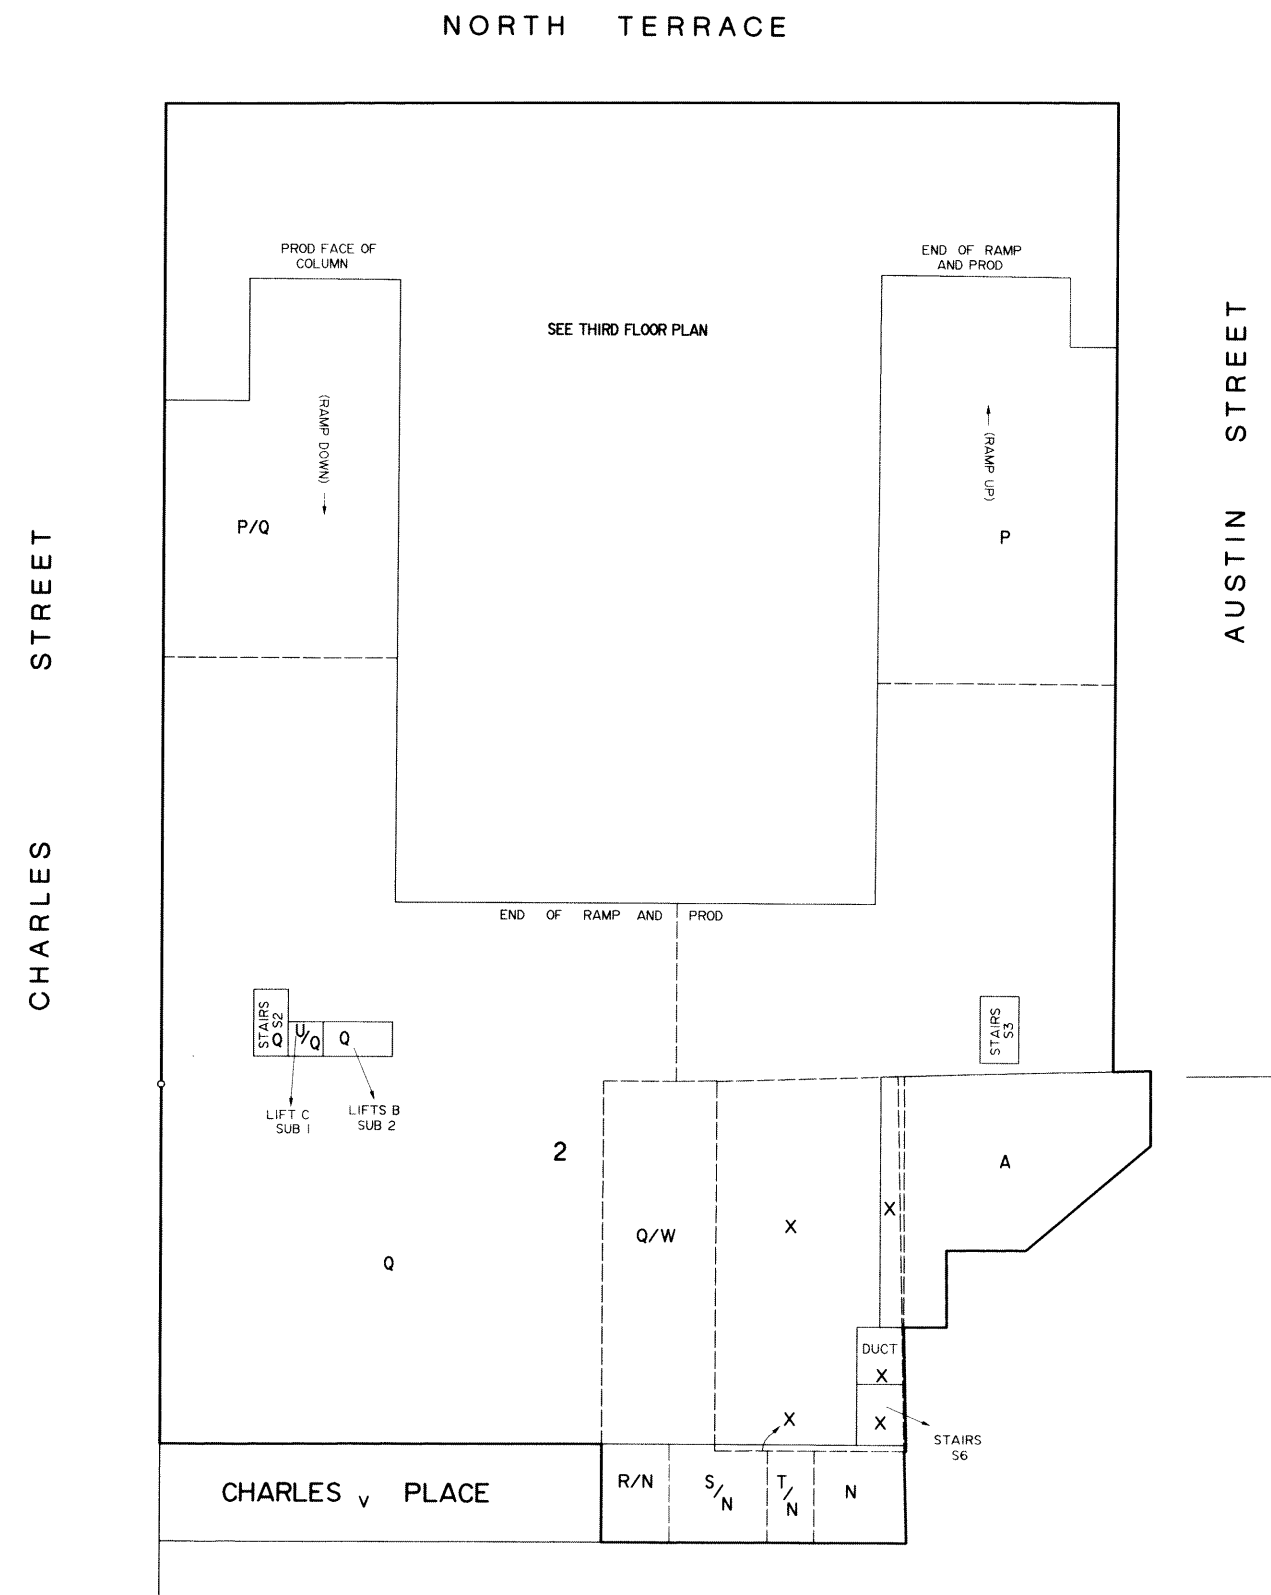 NORTH TERRACE
PROD FACE OF
COLUMN
END OF RAMP
AND PROD
SEE THIRD FLOOR PLAN
(RAMP DOWN)
(RAMP UP)
P/Q
P
CHARLES STREET
AUSTIN STREET
END OF RAMP AND PROD
STAIRS
S2
Q
U/Q
Q
STAIRS
S3
LIFT C
SUB 1
LIFTS B
SUB 2
2
A
X
X
Q/W
Q
DUCT
X
X
X
STAIRS
S6
R/N
S/N
T/N
N
CHARLES v PLACE